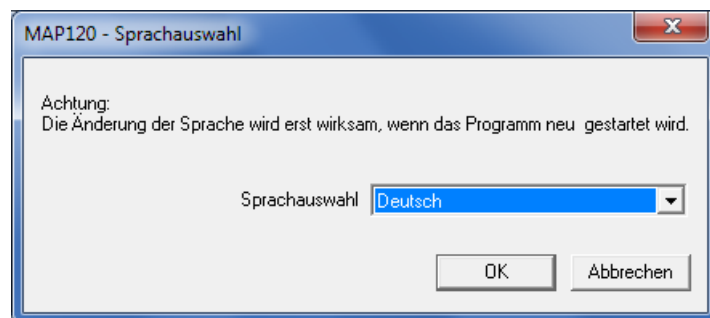 MAP120 - Sprachauswahl
Achtung:
Die Änderung der Sprache wird erst wirksam, wenn das Programm neu  gestartet wird.
Sprachauswahl Deutsch
OK Abbrechen